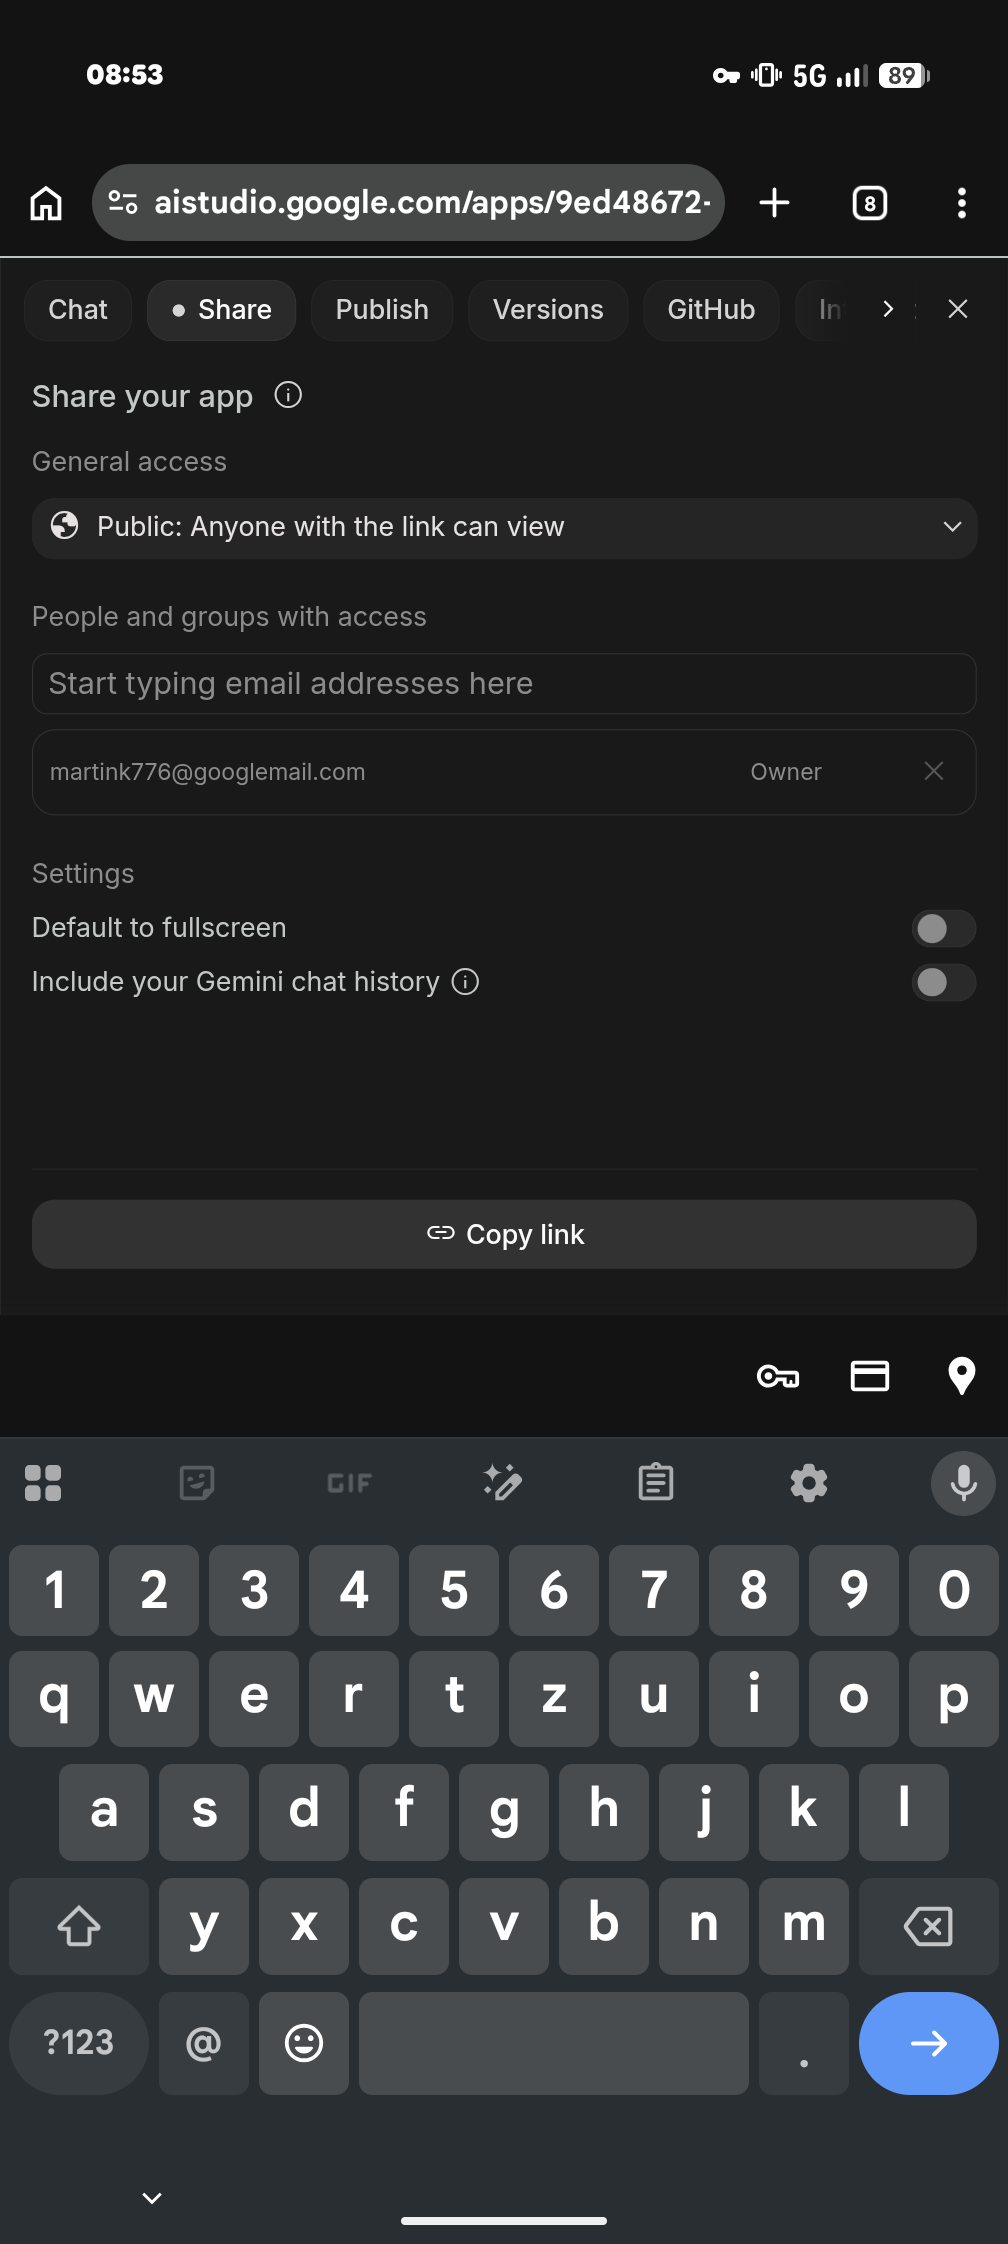 08:53
5G 89
aistudio.google.com/apps/9ed48672-
8
Chat
Share
Publish
Versions
GitHub
Share your app
General access
Public: Anyone with the link can view
People and groups with access
Start typing email addresses here
martink776@googlemail.com Owner
Settings
Default to fullscreen
Include your Gemini chat history
Copy link
GIF
1 2 3 4 5 6 7 8 9 0
q w e r t z u i o p
a s d f g h j k l
y x c v b n m
?123 @ .